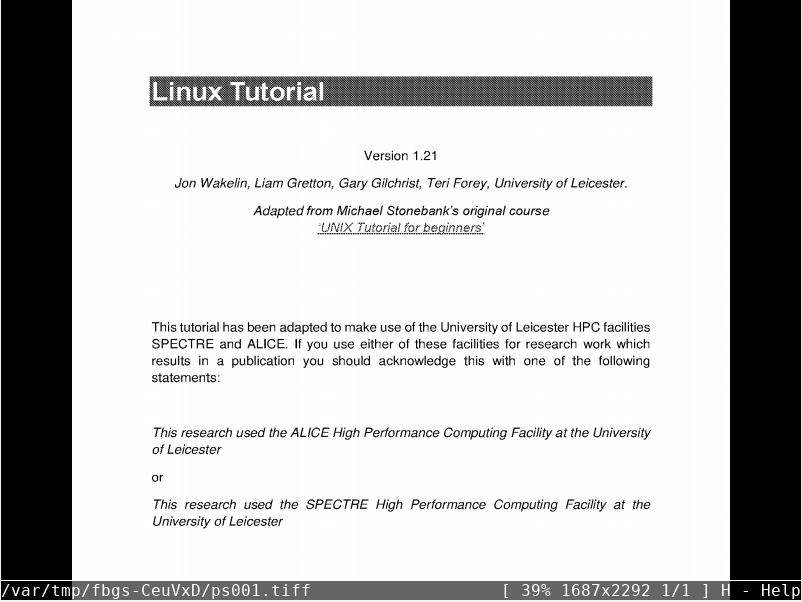 Linux Tutorial
Version 1.21
Jon Wakelin, Liam Gretton, Gary Gilchrist, Teri Forey, University of Leicester.
Adapted from Michael Stonebank's original course
'UNIX Tutorial for beginners'
This tutorial has been adapted to make use of the University of Leicester HPC facilities
SPECTRE and ALICE. If you use either of these facilities for research work which
results in a publication you should acknowledge this with one of the following
statements:
This research used the ALICE High Performance Computing Facility at the University
of Leicester
or
This research used the SPECTRE High Performance Computing Facility at the
University of Leicester
/var/tmp/fbgs-CeuVxD/ps001.tiff [ 39% 1687x2292 1/1 ] H - Help